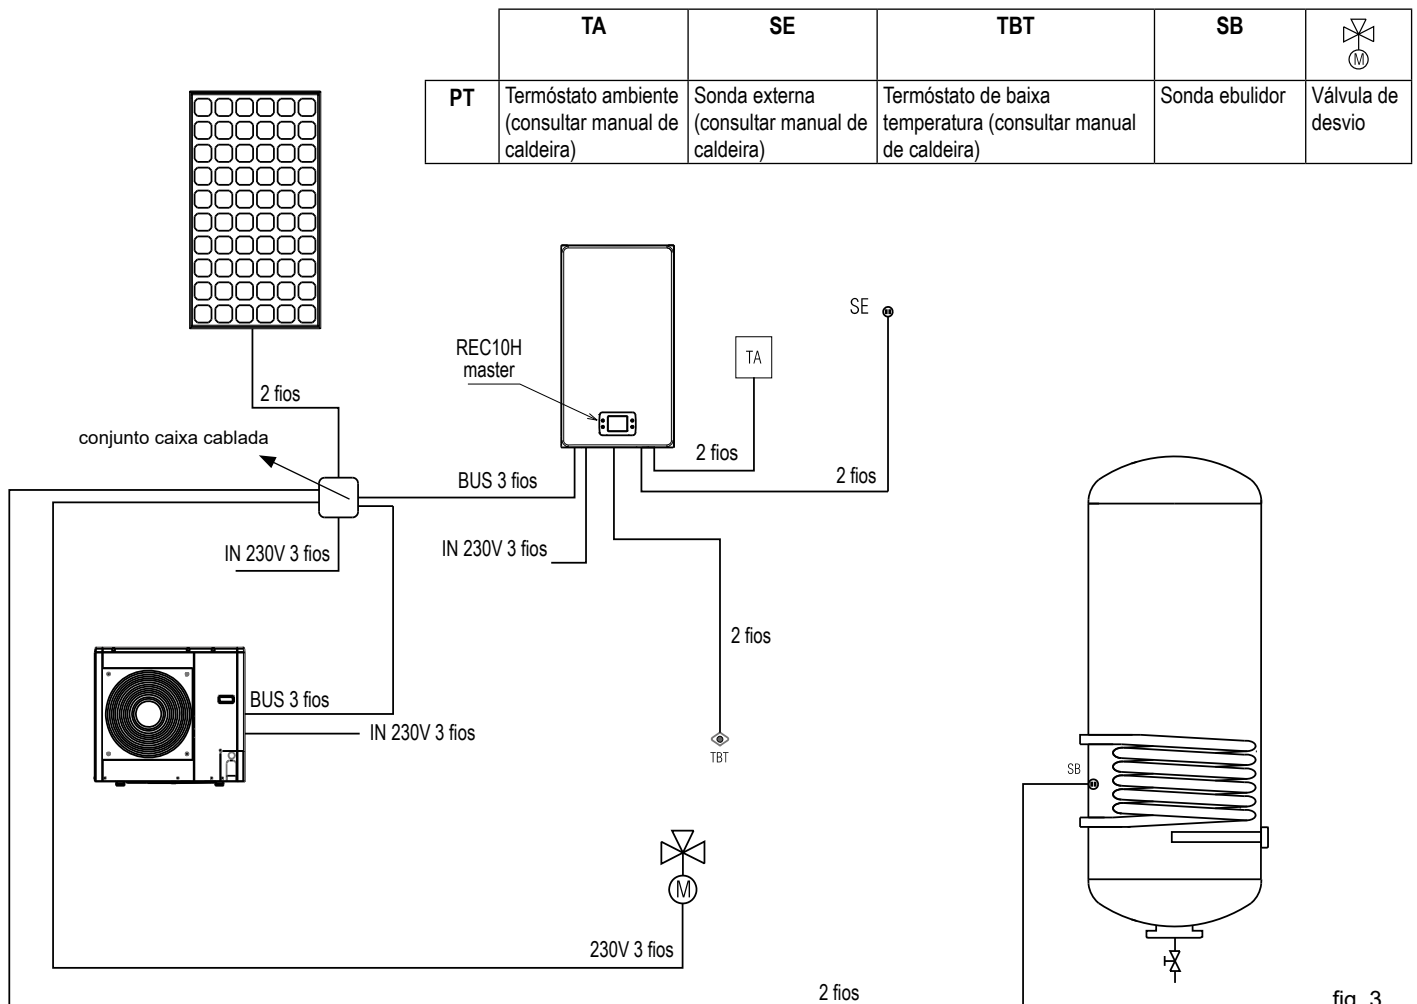 TA SE TBT SB
M
PT Termóstato ambiente (consultar manual de caldeira) Sonda externa (consultar manual de caldeira) Termóstato de baixa temperatura (consultar manual de caldeira) Sonda ebulidor Válvula de desvio
SE
REC10H
master
TA
2 fios
conjunto caixa cablada
2 fios
BUS 3 fios
2 fios
IN 230V 3 fios
IN 230V 3 fios
2 fios
BUS 3 fios
IN 230V 3 fios
TBT
SB
M
230V 3 fios
2 fios
fig. 3